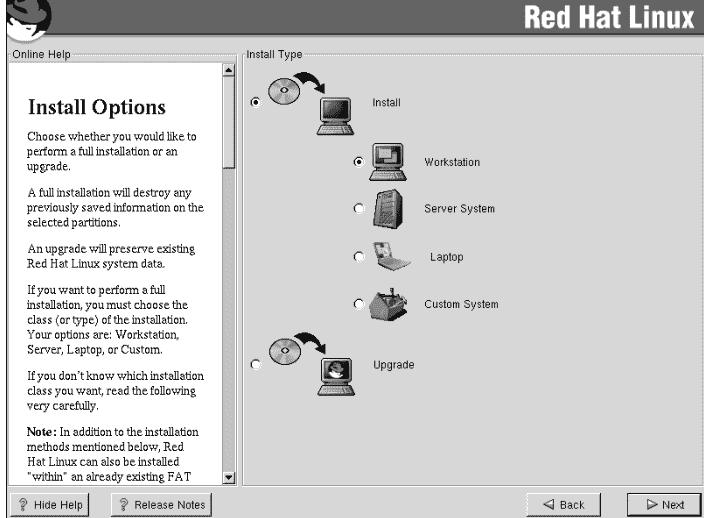 Red Hat Linux
Online Help
Install Options
Choose whether you would like to
perform a full installation or an
upgrade.
A full installation will destroy any
previously saved information on the
selected partitions.
An upgrade will preserve existing
Red Hat Linux system data.
If you want to perform a full
installation, you must choose the
class (or type) of the installation.
Your options are: Workstation,
Server, Laptop, or Custom.
If you don't know which installation
class you want, read the following
very carefully.
Note: In addition to the installation
methods mentioned below, Red
Hat Linux can also be installed
"within" an already existing FAT
Install Type
Install
Workstation
Server System
Laptop
Custom System
Upgrade
Hide Help
Release Notes
Back
Next